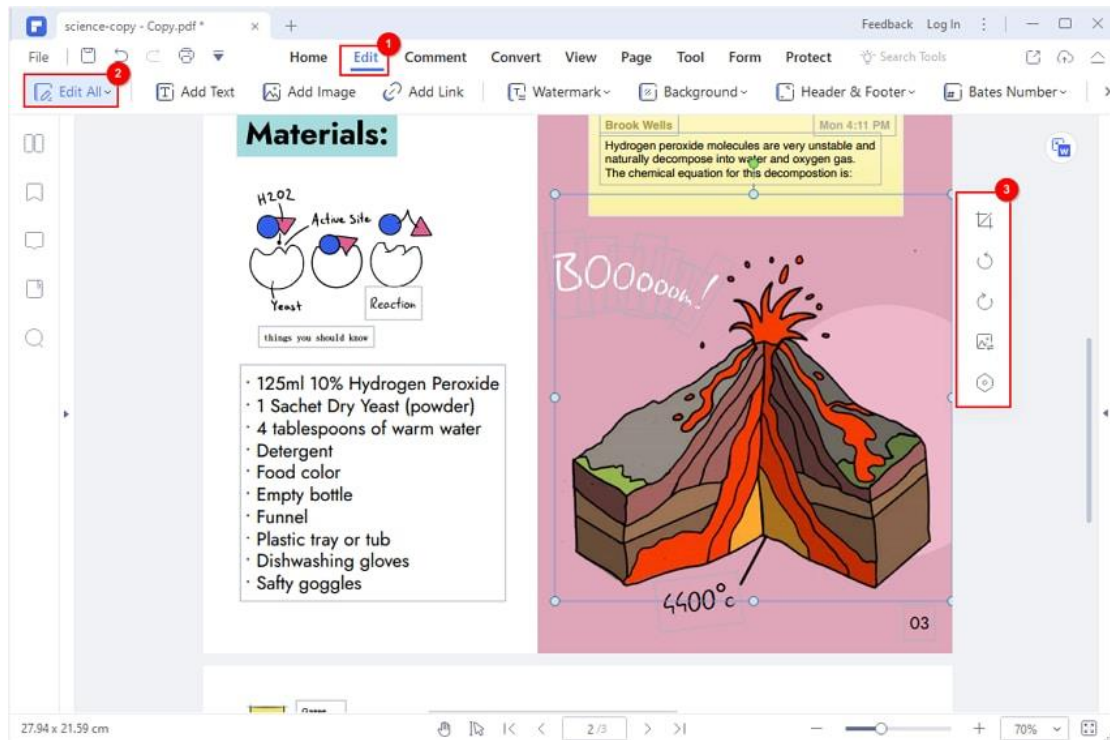 science-copy - Copy.pdf *
Feedback Log In
File
Home Edit Comment Convert View Page Tool Form Protect Search Tools
1
2
Edit All Add Text Add Image Add Link Watermark Background Header & Footer Bates Number
Materials:
H2O2
Active Site
Yeast
Reaction
things you should know
· 125ml 10% Hydrogen Peroxide
· 1 Sachet Dry Yeast (powder)
· 4 tablespoons of warm water
· Detergent
· Food color
· Empty bottle
· Funnel
· Plastic tray or tub
· Dishwashing gloves
· Safty goggles
Brook Wells Mon 4:11 PM
Hydrogen peroxide molecules are very unstable and
naturally decompose into water and oxygen gas.
The chemical equation for this decompostion is:
BOOooom!
4400°c
03
3
W
27.94 x 21.59 cm
2 /3
70%